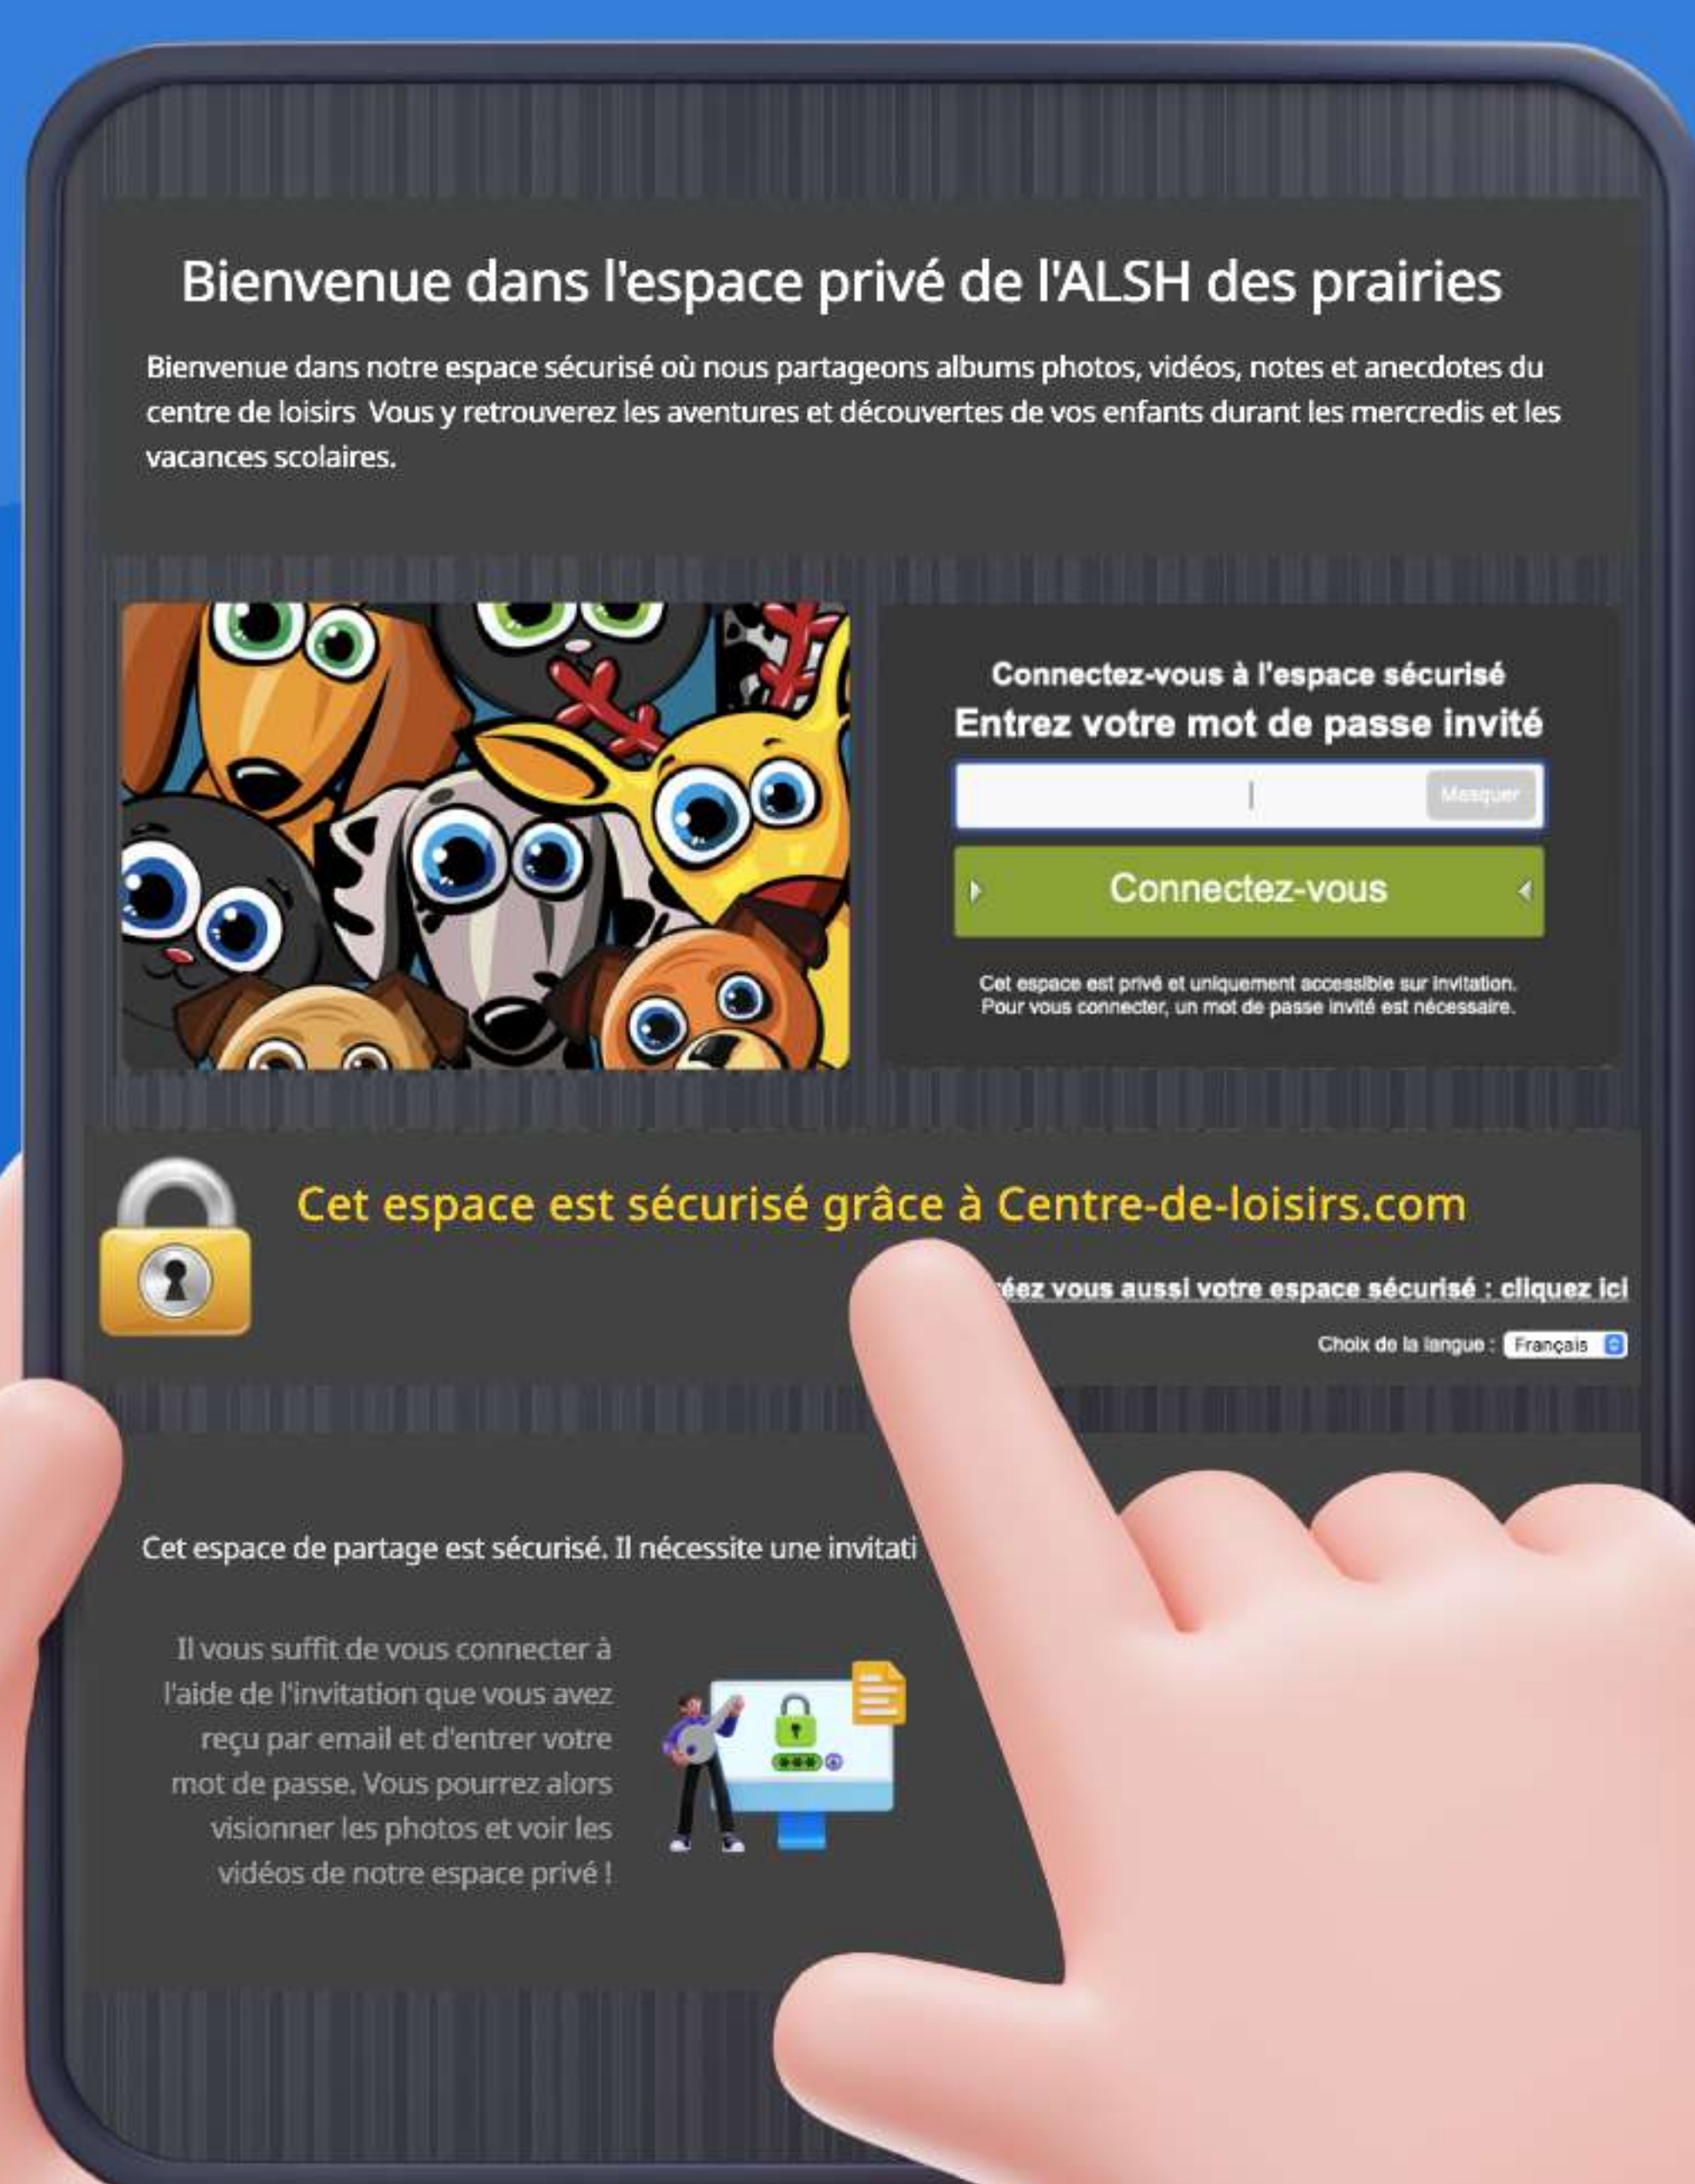 Bienvenue dans l'espace privé de l'ALSH des prairies
Bienvenue dans notre espace sécurisé où nous partageons albums photos, vidéos, notes et anecdotes du
centre de loisirs Vous y retrouverez les aventures et découvertes de vos enfants durant les mercredis et les
vacances scolaires.
Connectez-vous à l'espace sécurisé
Entrez votre mot de passe invité
Masquer
Connectez-vous
Cet espace est privé et uniquement accessible sur invitation.
Pour vous connecter, un mot de passe invité est nécessaire.
Cet espace est sécurisé grâce à Centre-de-loisirs.com
éez vous aussi votre espace sécurisé : cliquez ici
Choix de la langue : Français
Cet espace de partage est sécurisé. Il nécessite une invitati
Il vous suffit de vous connecter à
l'aide de l'invitation que vous avez
reçu par email et d'entrer votre
mot de passe. Vous pourrez alors
visionner les photos et voir les
vidéos de notre espace privé !